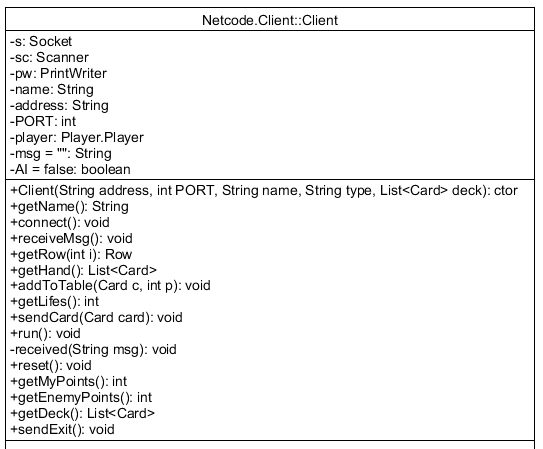 Netcode.Client::Client
-s: Socket
-sc: Scanner
-pw: PrintWriter
-name: String
-address: String
-PORT: int
-player: Player.Player
-msg = "": String
-AI = false: boolean
+Client(String address, int PORT, String name, String type, List<Card> deck): ctor
+getName(): String
+connect(): void
+receiveMsg(): void
+getRow(int i): Row
+getHand(): List<Card>
+addToTable(Card c, int p): void
+getLifes(): int
+sendCard(Card card): void
+run(): void
-received(String msg): void
+reset(): void
+getMyPoints(): int
+getEnemyPoints(): int
+getDeck(): List<Card>
+sendExit(): void